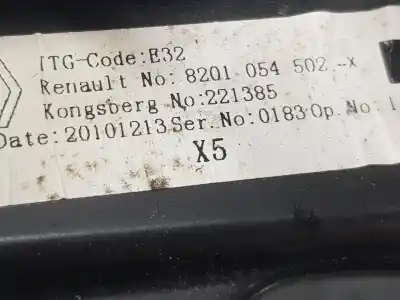 ITG-Code:E32
Renault No: 8201 054 502 -X
Kongsberg No:221385
Date: 20101213 Ser. No:0183 Op. No: 1
X5